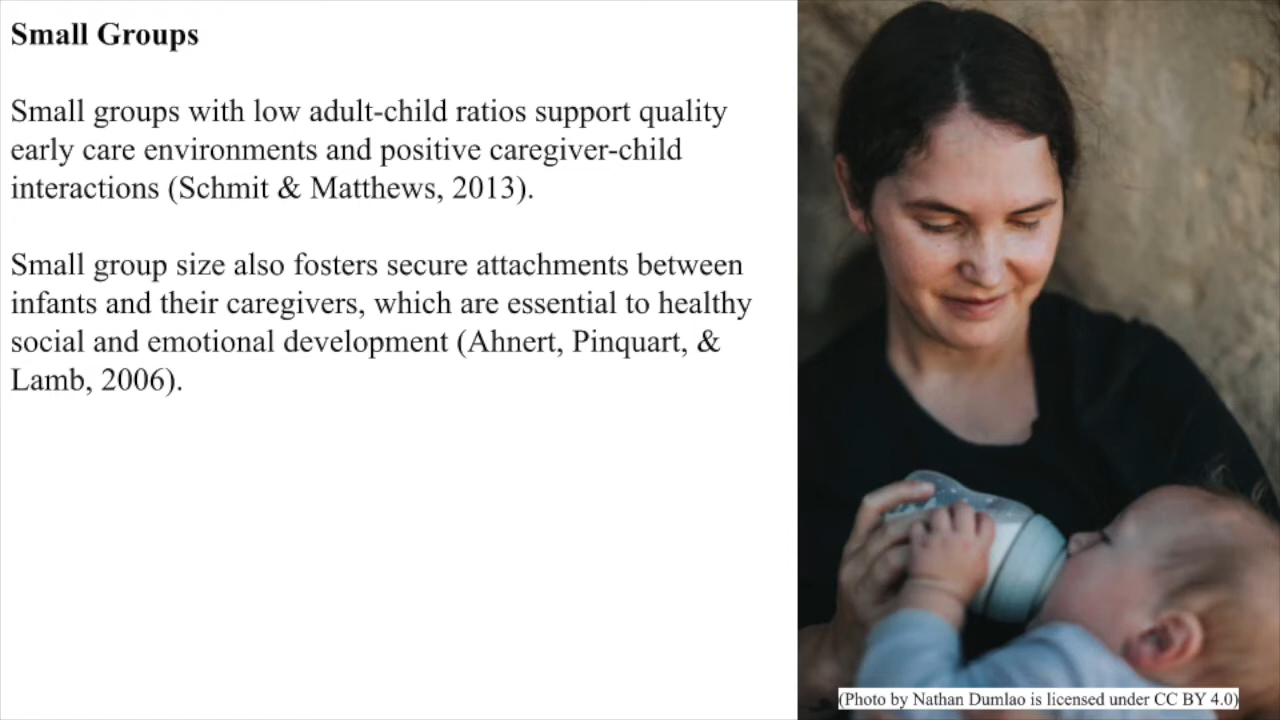 Small Groups
Small groups with low adult-child ratios support quality
early care environments and positive caregiver-child
interactions (Schmit & Matthews, 2013).
Small group size also fosters secure attachments between
infants and their caregivers, which are essential to healthy
social and emotional development (Ahnert, Pinquart, &
Lamb, 2006).
(Photo by Nathan Dumlao is licensed under CC BY 4.0)